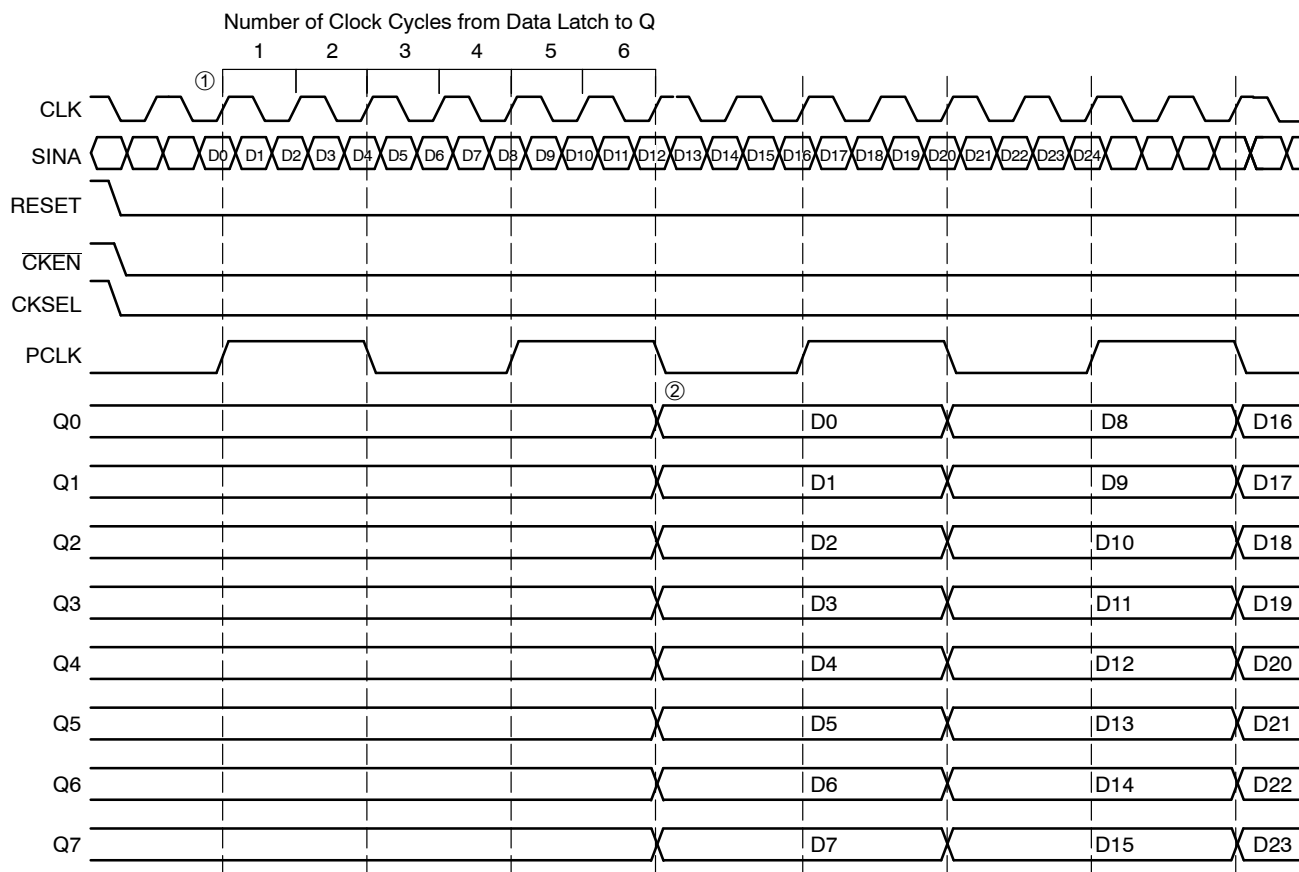 Number of Clock Cycles from Data Latch to Q
1 2 3 4 5 6
①
CLK
SINA D0 D1 D2 D3 D4 D5 D6 D7 D8 D9 D10 D11 D12 D13 D14 D15 D16 D17 D18 D19 D20 D21 D22 D23 D24
RESET
CKEN
CKSEL
PCLK
②
Q0 D0 D8 D16
Q1 D1 D9 D17
Q2 D2 D10 D18
Q3 D3 D11 D19
Q4 D4 D12 D20
Q5 D5 D13 D21
Q6 D6 D14 D22
Q7 D7 D15 D23